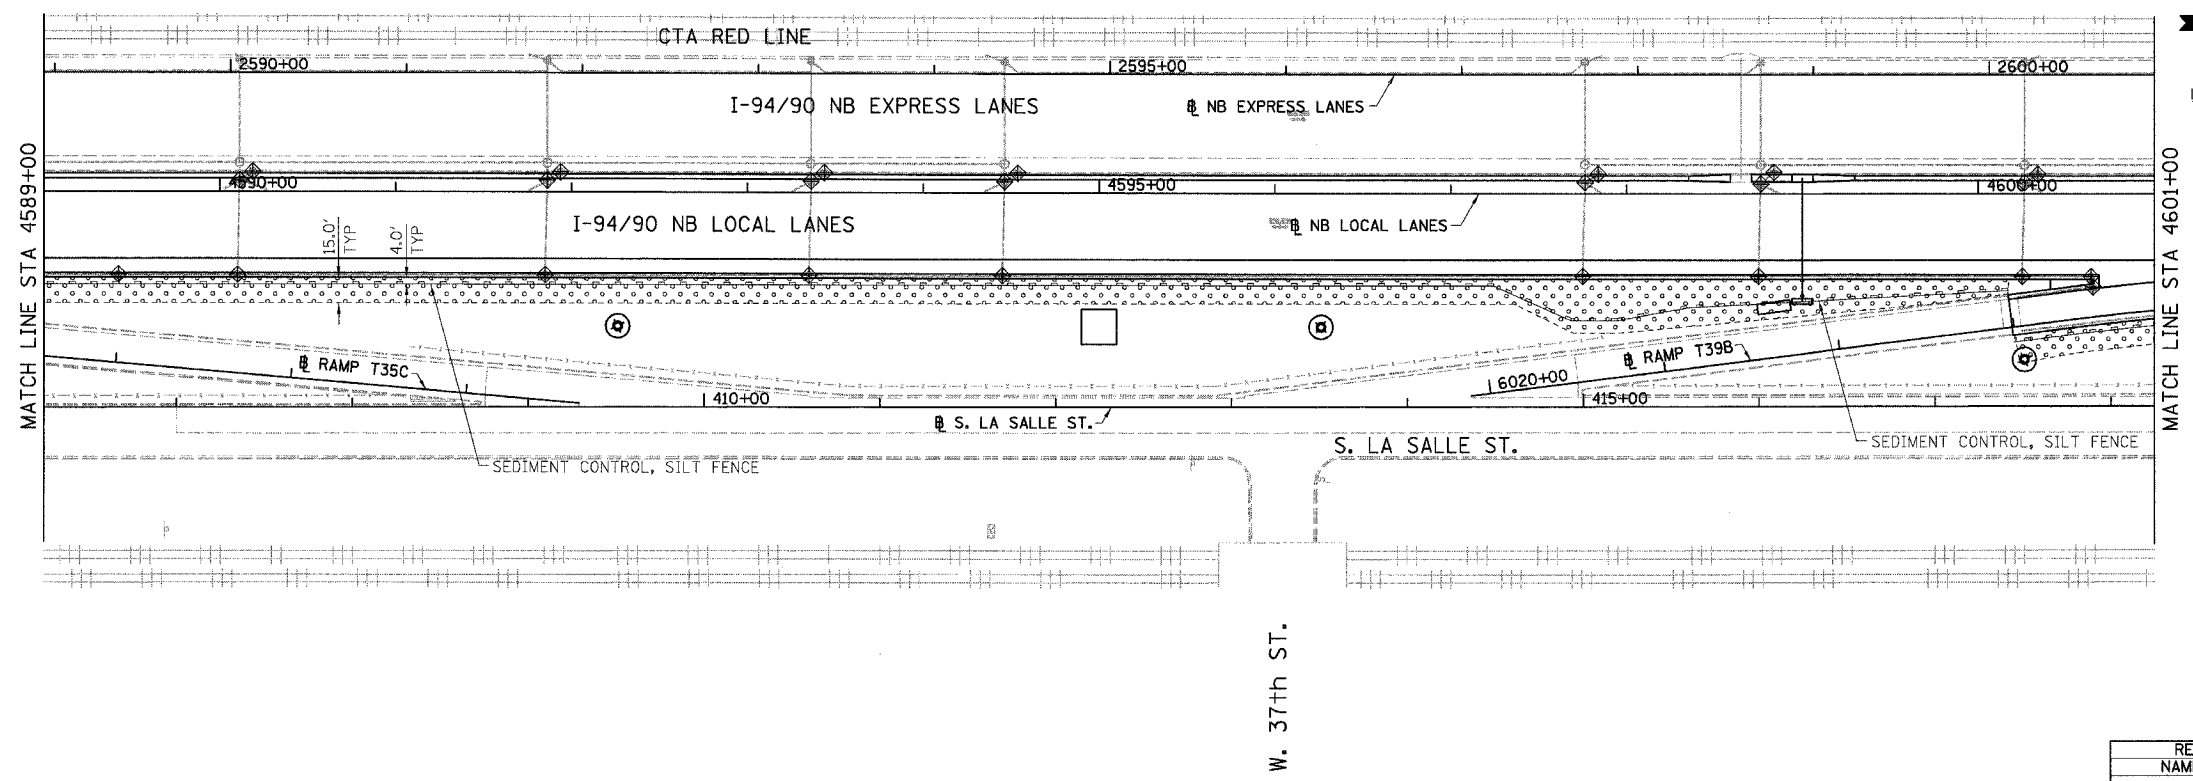 CTA RED LINE
2590+00
2595+00
2600+00
I-94/90 NB EXPRESS LANES
℄ NB EXPRESS LANES
MATCH LINE STA 4589+00
4590+00
4595+00
4600+00
MATCH LINE STA 4601+00
I-94/90 NB LOCAL LANES
℄ NB LOCAL LANES
15.0'
TYP
4.0'
TYP
℄ RAMP T35C
℄ RAMP T39B
6020+00
410+00
415+00
℄ S. LA SALLE ST.
S. LA SALLE ST.
SEDIMENT CONTROL, SILT FENCE
SEDIMENT CONTROL, SILT FENCE
W. 37th ST.
RE
NAM